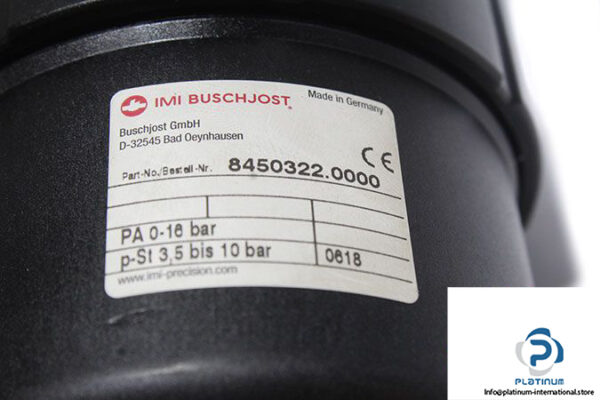 IMI BUSCHJOST®
Made in Germany
Buschjost GmbH
D-32545 Bad Oeynhausen
CE
Part-No./Bestell-Nr. 8450322.0000
PA 0-16 bar
p-St 3,5 bis 10 bar 0618
www.imi-precision.com
PLATINUM
Info@platinum-international.store